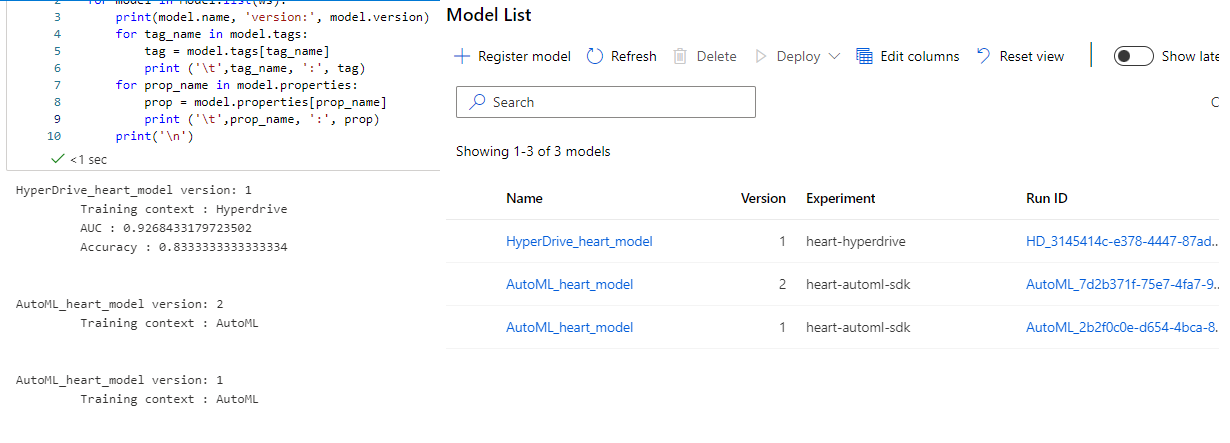 2 for model in Model.list(ws):
3 print(model.name, 'version:', model.version)
4 for tag_name in model.tags:
5 tag = model.tags[tag_name]
6 print ('\t',tag_name, ':', tag)
7 for prop_name in model.properties:
8 prop = model.properties[prop_name]
9 print ('\t',prop_name, ':', prop)
10 print('\n')
<1 sec
HyperDrive_heart_model version: 1
Training context : Hyperdrive
AUC : 0.9268433179723502
Accuracy : 0.8333333333333334
AutoML_heart_model version: 2
Training context : AutoML
AutoML_heart_model version: 1
Training context : AutoML
Model List
Register model Refresh Delete Deploy Edit columns Reset view Show late
Search
Showing 1-3 of 3 models
Name Version Experiment Run ID
HyperDrive_heart_model 1 heart-hyperdrive HD_3145414c-e378-4447-87ad...
AutoML_heart_model 2 heart-automl-sdk AutoML_7d2b371f-75e7-4fa7-9...
AutoML_heart_model 1 heart-automl-sdk AutoML_2b2f0c0e-d654-4bca-8...